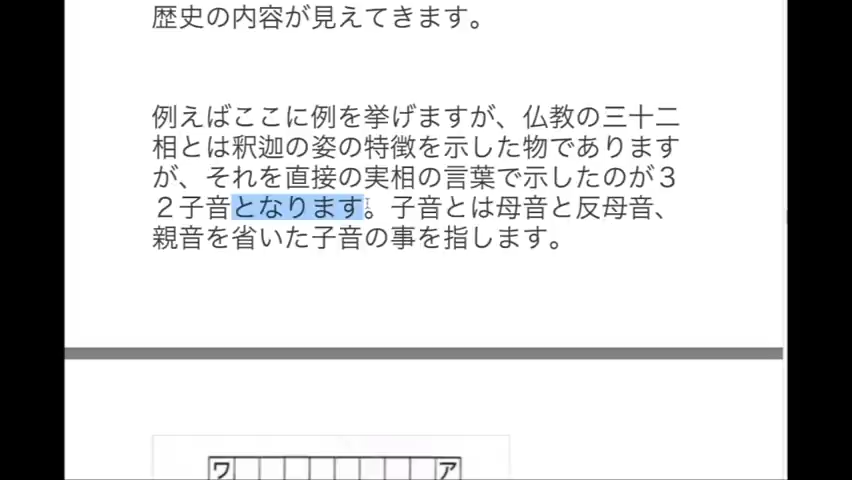 歴史の内容が見えてきます。
例えばここに例を挙げますが、仏教の三十二
相とは釈迦の姿の特徴を示した物であります
が、それを直接の実相の言葉で示したのが３
２子音となります。子音とは母音と反母音、
親音を省いた子音の事を指します。
ワ ア